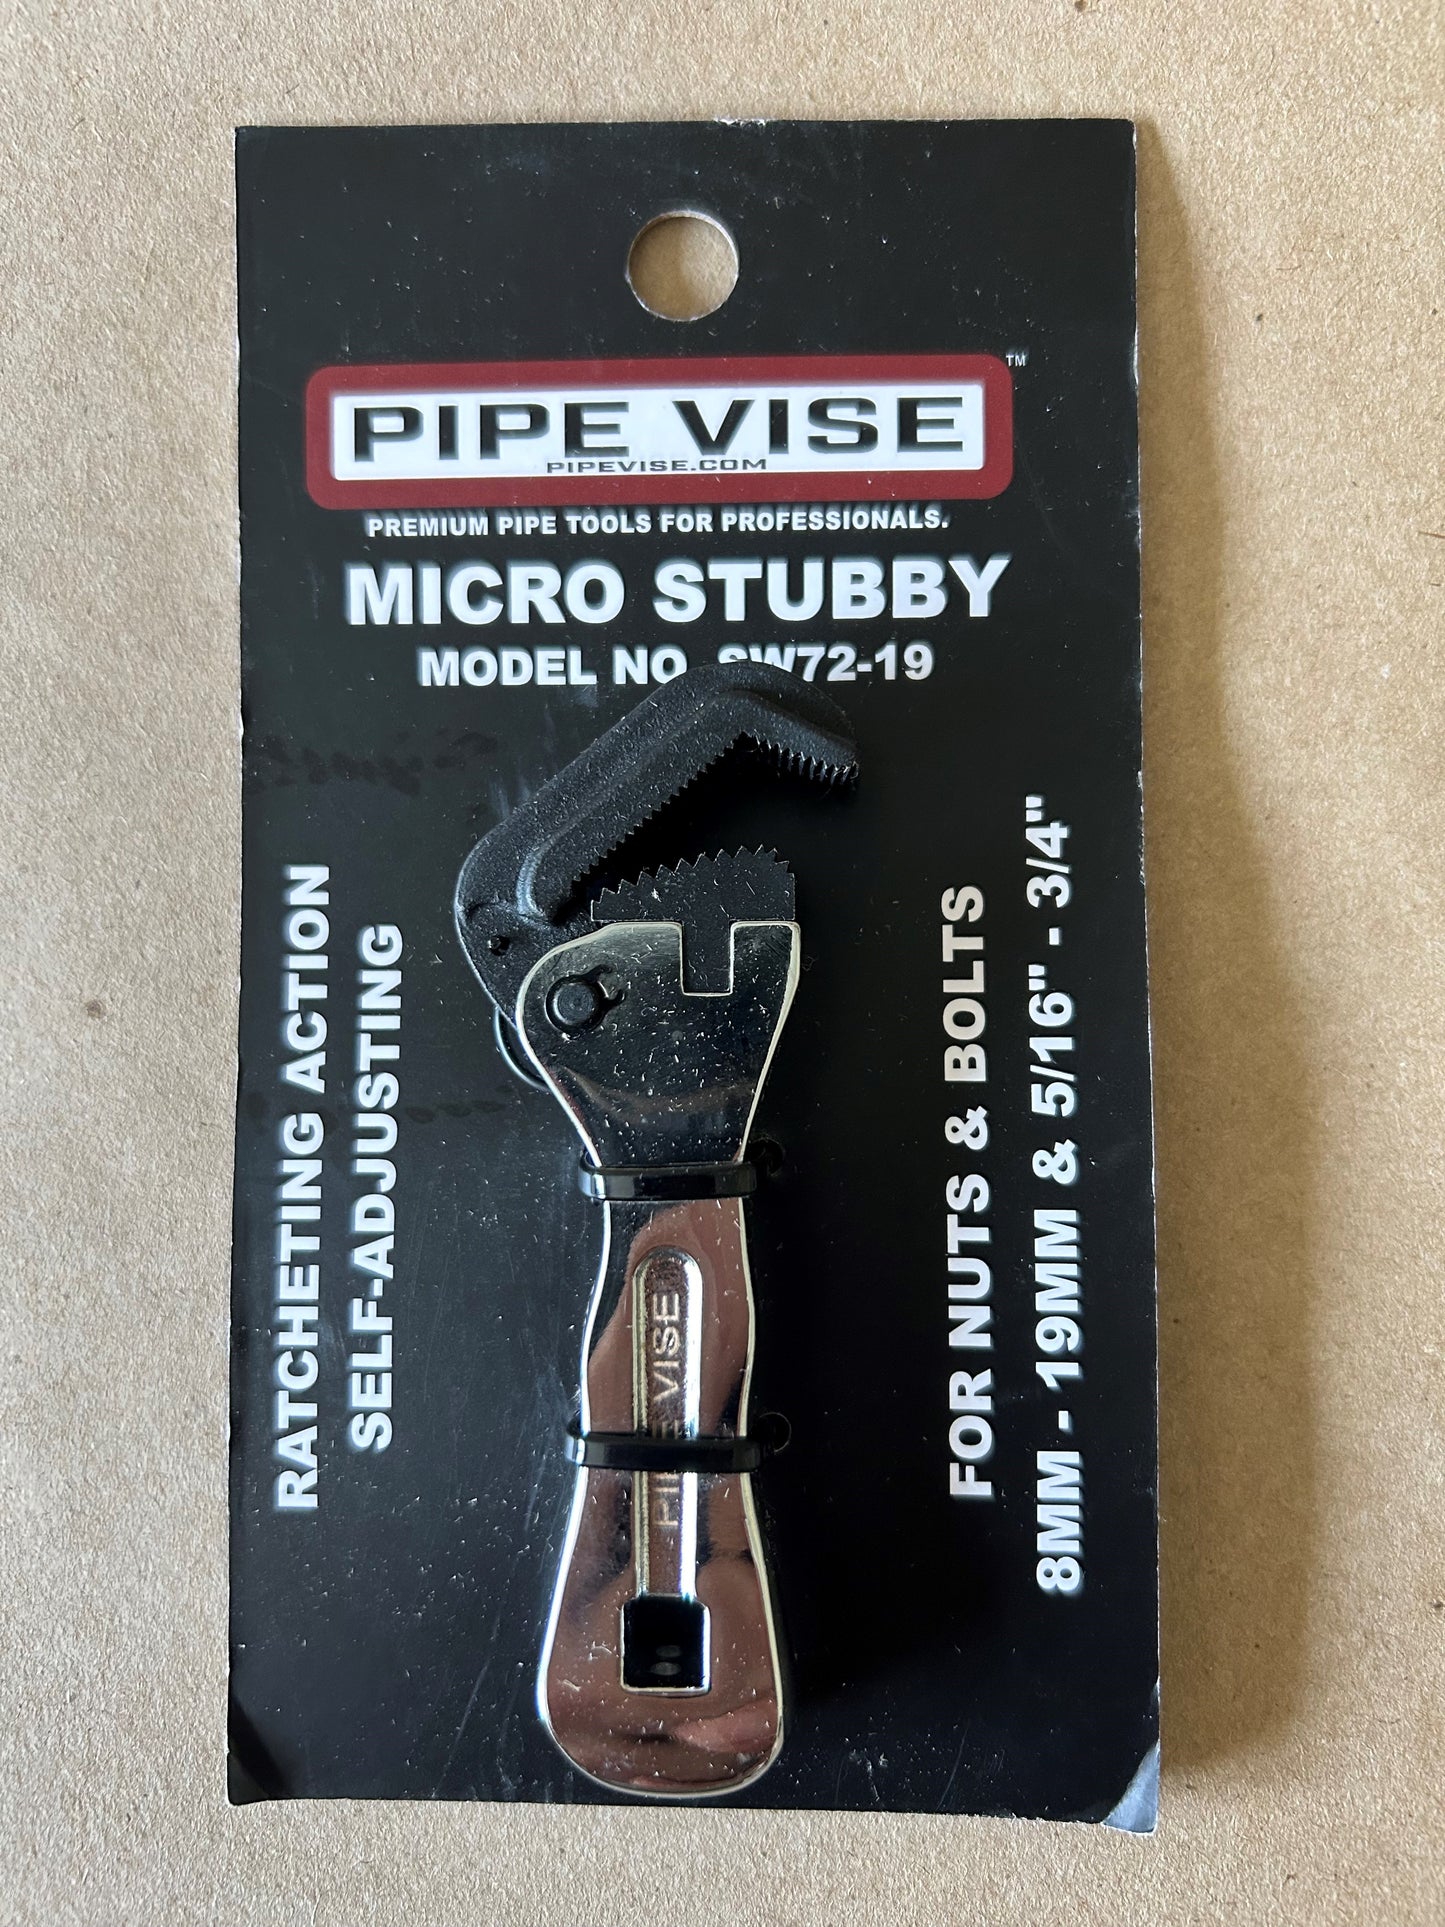 PIPE VISE
TM
PIPEVISE.COM
PREMIUM PIPE TOOLS FOR PROFESSIONALS.
MICRO STUBBY
MODEL NO. SW72-19
RATCHETING ACTION
SELF-ADJUSTING
FOR NUTS & BOLTS
8MM - 19MM & 5/16" - 3/4"
PIPE VISE